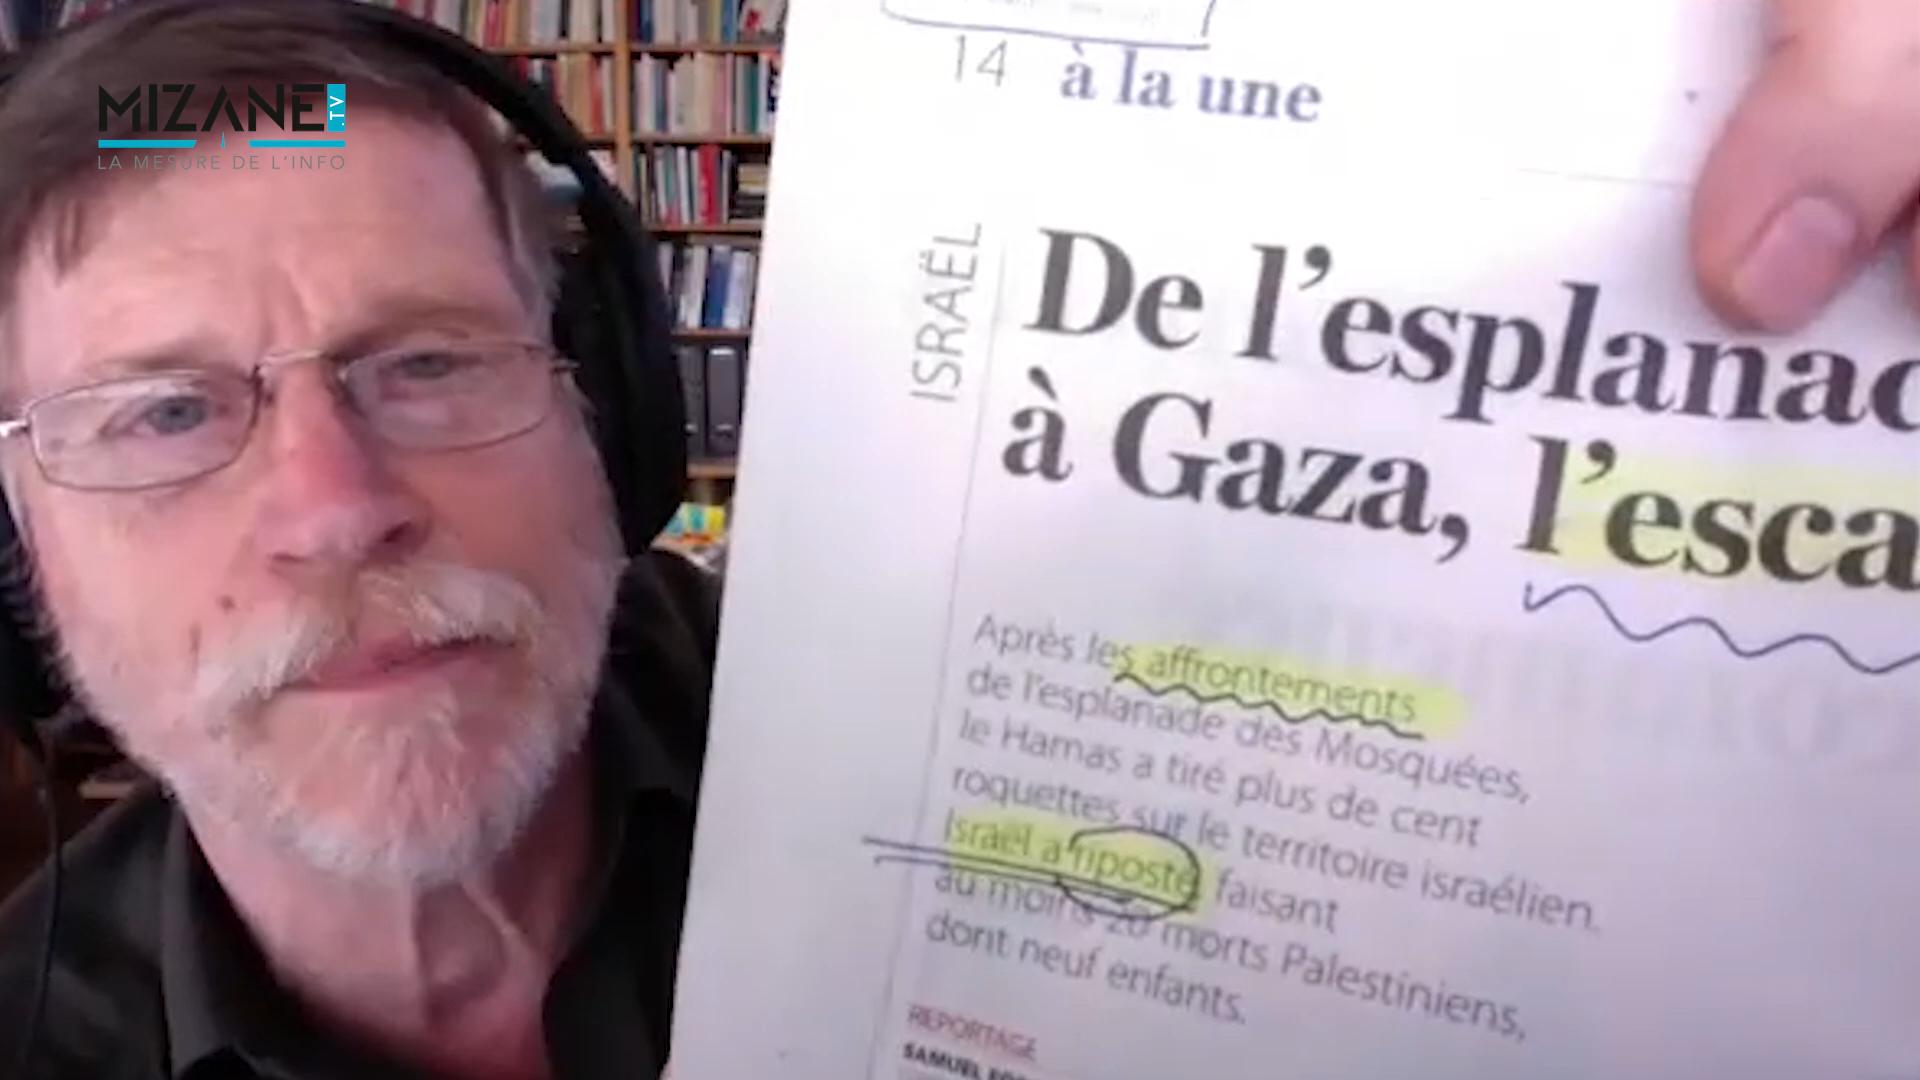 MIZANE.TV
LA MESURE DE L'INFO
14 à la une
ISRAËL
De l'esplanad
à Gaza, l'esca
Après les affrontements
de l'esplanade des Mosquées,
le Hamas a tiré plus de cent
roquettes sur le territoire israélien.
Israël a riposté faisant
au moins 20 morts Palestiniens,
dont neuf enfants.
REPORTAGE
SAMUEL